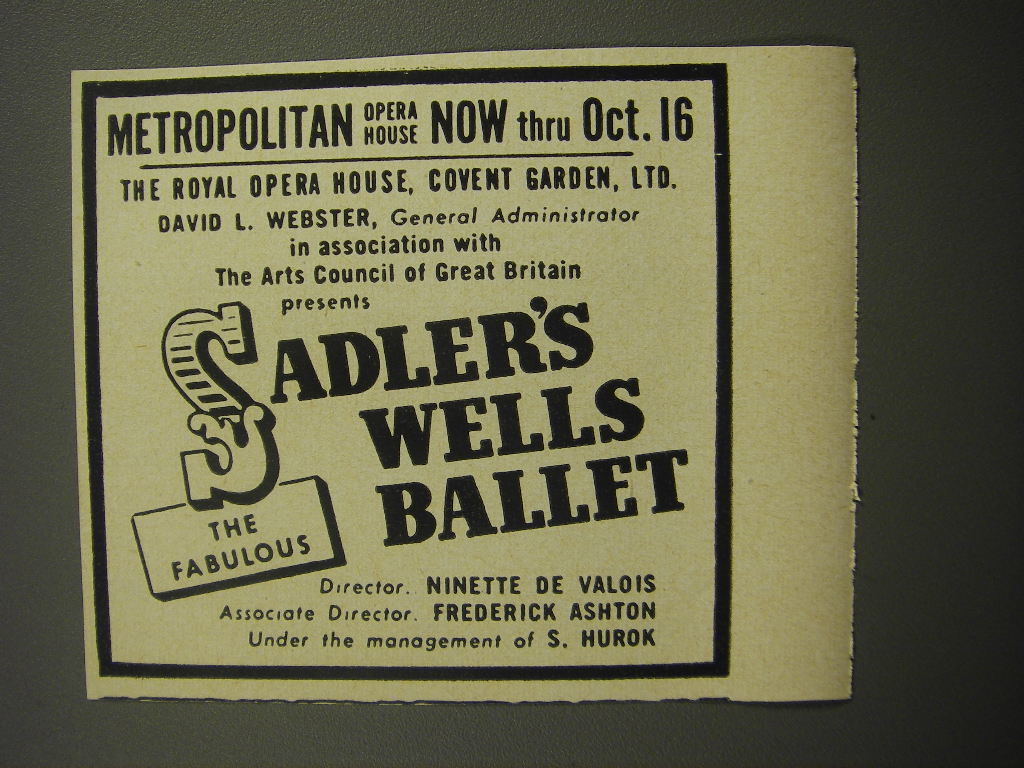 METROPOLITAN OPERA HOUSE NOW thru Oct. 16
THE ROYAL OPERA HOUSE, COVENT GARDEN, LTD.
DAVID L. WEBSTER, General Administrator
in association with
The Arts Council of Great Britain
presents
SADLER'S
WELLS
BALLET
THE
FABULOUS
Director. NINETTE DE VALOIS
Associate Director. FREDERICK ASHTON
Under the management of S. HUROK